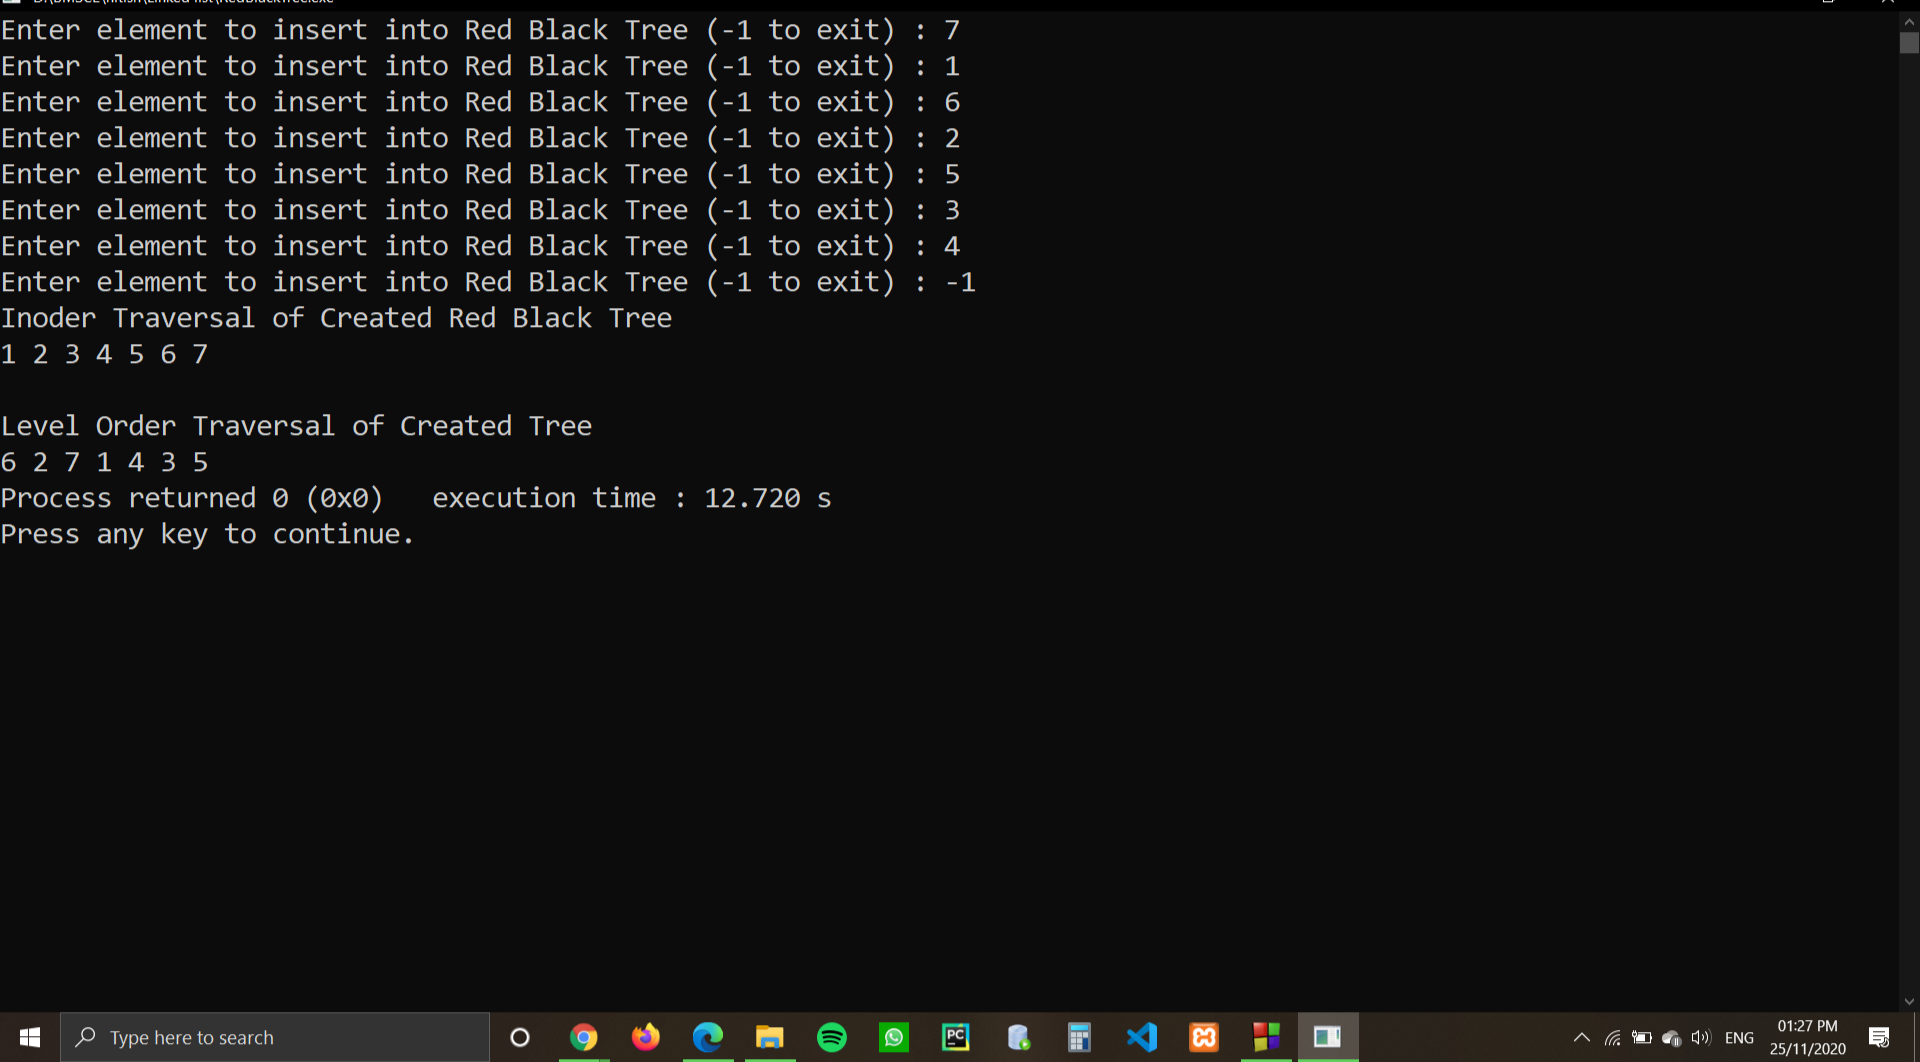 Enter element to insert into Red Black Tree (-1 to exit) : 7
Enter element to insert into Red Black Tree (-1 to exit) : 1
Enter element to insert into Red Black Tree (-1 to exit) : 6
Enter element to insert into Red Black Tree (-1 to exit) : 2
Enter element to insert into Red Black Tree (-1 to exit) : 5
Enter element to insert into Red Black Tree (-1 to exit) : 3
Enter element to insert into Red Black Tree (-1 to exit) : 4
Enter element to insert into Red Black Tree (-1 to exit) : -1
Inoder Traversal of Created Red Black Tree
1 2 3 4 5 6 7
Level Order Traversal of Created Tree
6 2 7 1 4 3 5
Process returned 0 (0x0)   execution time : 12.720 s
Press any key to continue.
Type here to search
PC
ENG
01:27 PM
25/11/2020